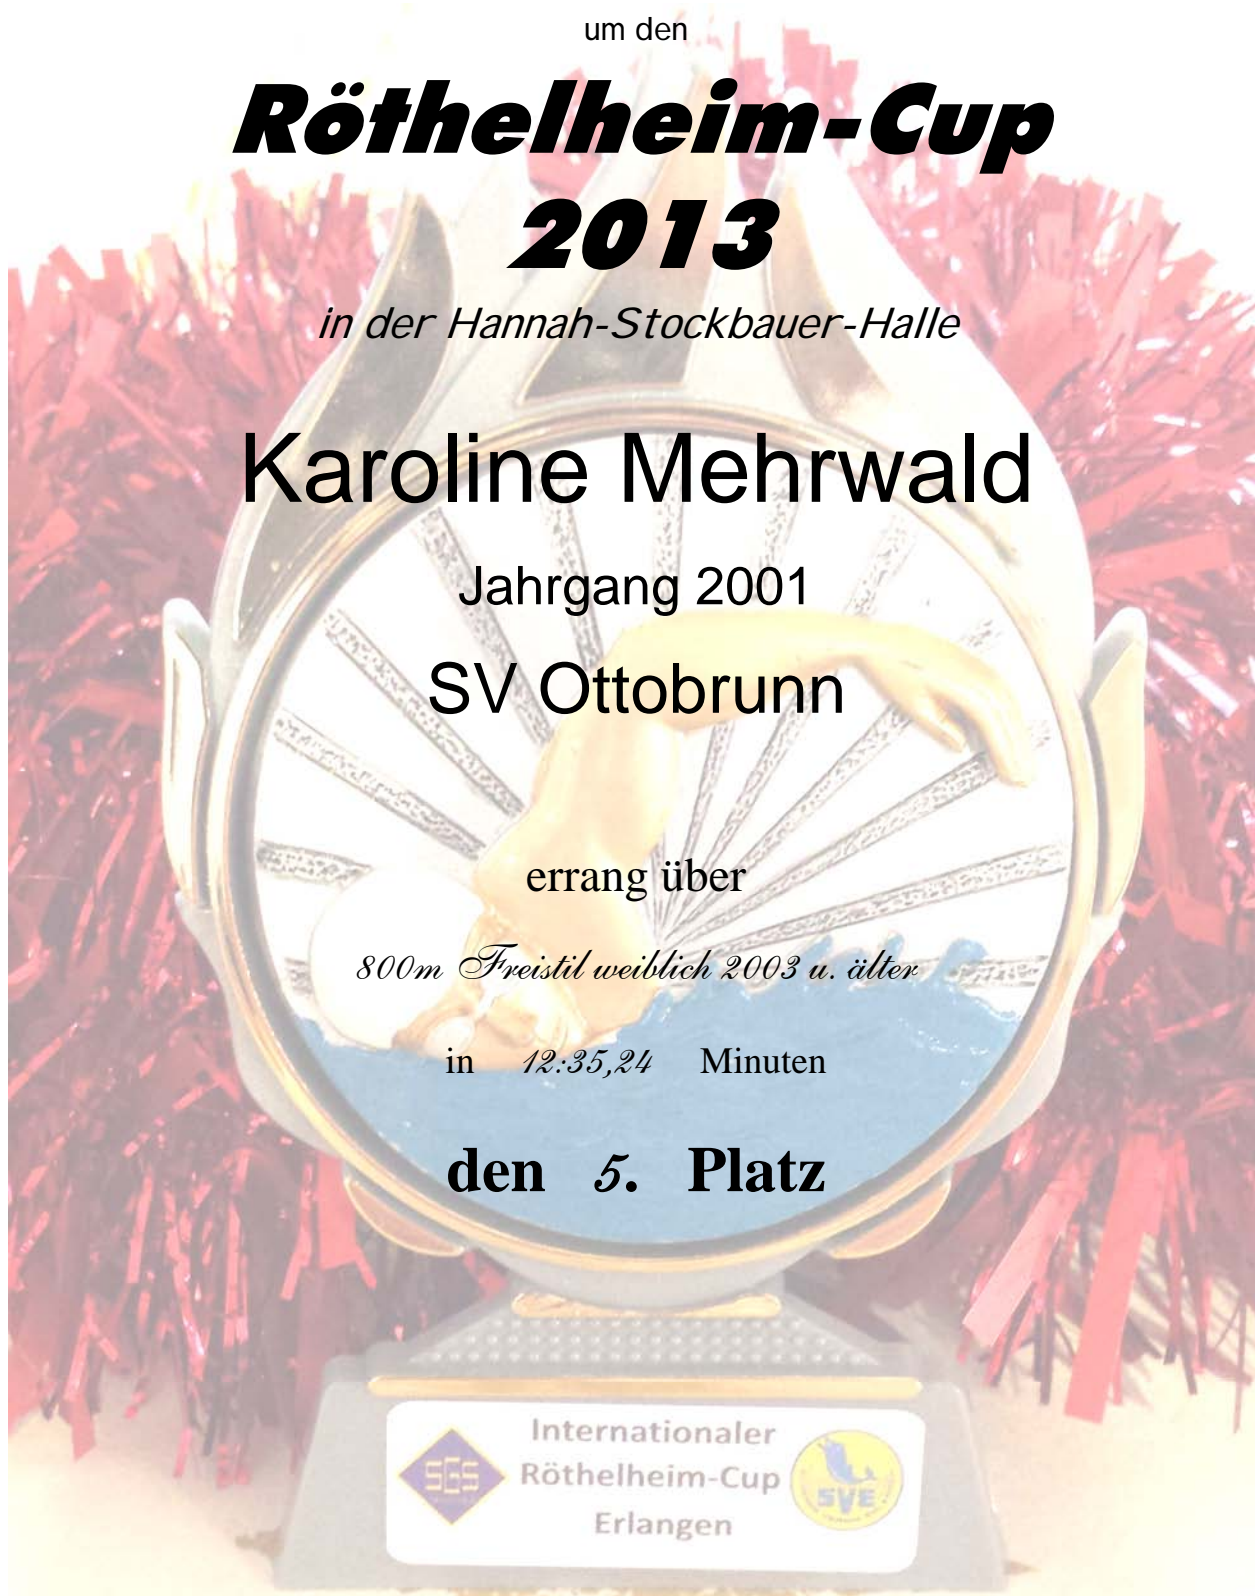 um den
Röthelheim-Cup
2013
in der Hannah-Stockbauer-Halle
Karoline Mehrwald
Jahrgang 2001
SV Ottobrunn
errang über
800m Freistil weiblich 2003 u. älter
in 12:35,24 Minuten
den 5. Platz
Internationaler
SGS Röthelheim-Cup SVE
Erlangen